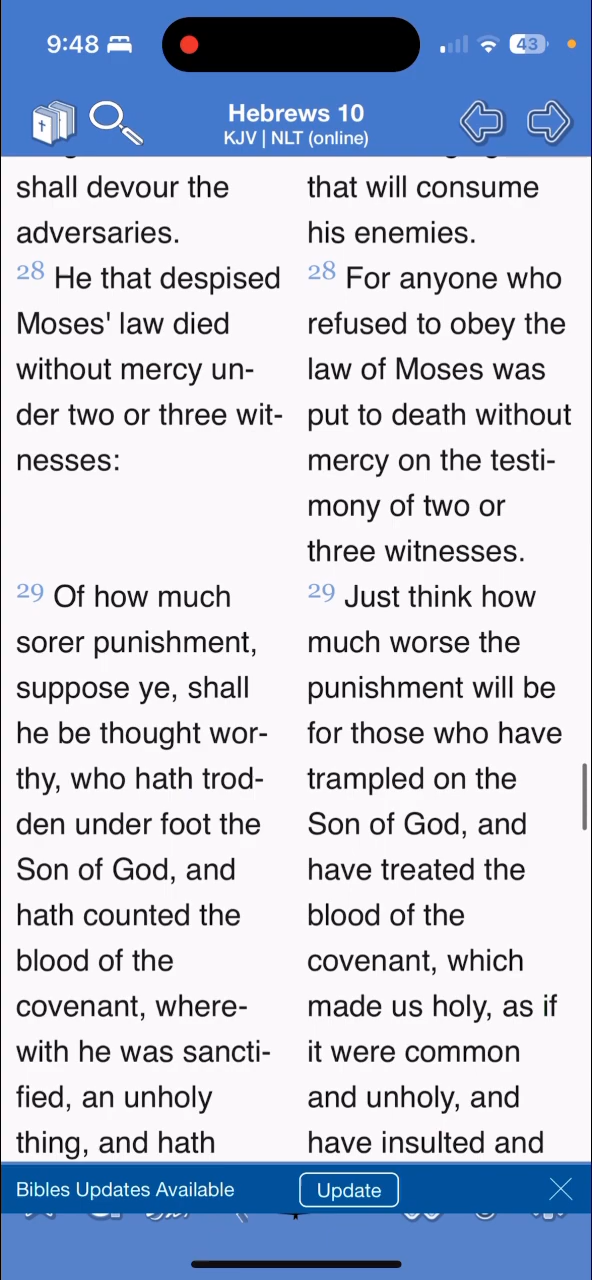 9:48
43
Hebrews 10
KJV | NLT (online)
shall devour the
adversaries.
28 He that despised
Moses' law died
without mercy un-
der two or three wit-
nesses:
29 Of how much
sorer punishment,
suppose ye, shall
he be thought wor-
thy, who hath trod-
den under foot the
Son of God, and
hath counted the
blood of the
covenant, where-
with he was sancti-
fied, an unholy
thing, and hath
that will consume
his enemies.
28 For anyone who
refused to obey the
law of Moses was
put to death without
mercy on the testi-
mony of two or
three witnesses.
29 Just think how
much worse the
punishment will be
for those who have
trampled on the
Son of God, and
have treated the
blood of the
covenant, which
made us holy, as if
it were common
and unholy, and
have insulted and
Bibles Updates Available
Update